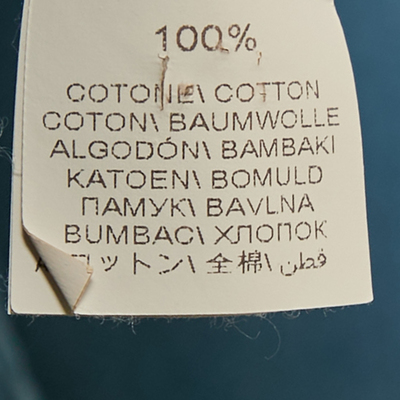 100%
COTONE\ COTTON
COTON\ BAUMWOLLE
ALGODÓN\ BAMBAKI
KATOEN\ BOMULD
ПАМУК\ BAVLNA
BUMBAC\ ХЛОПОК
ットン\ 全棉\ قطن